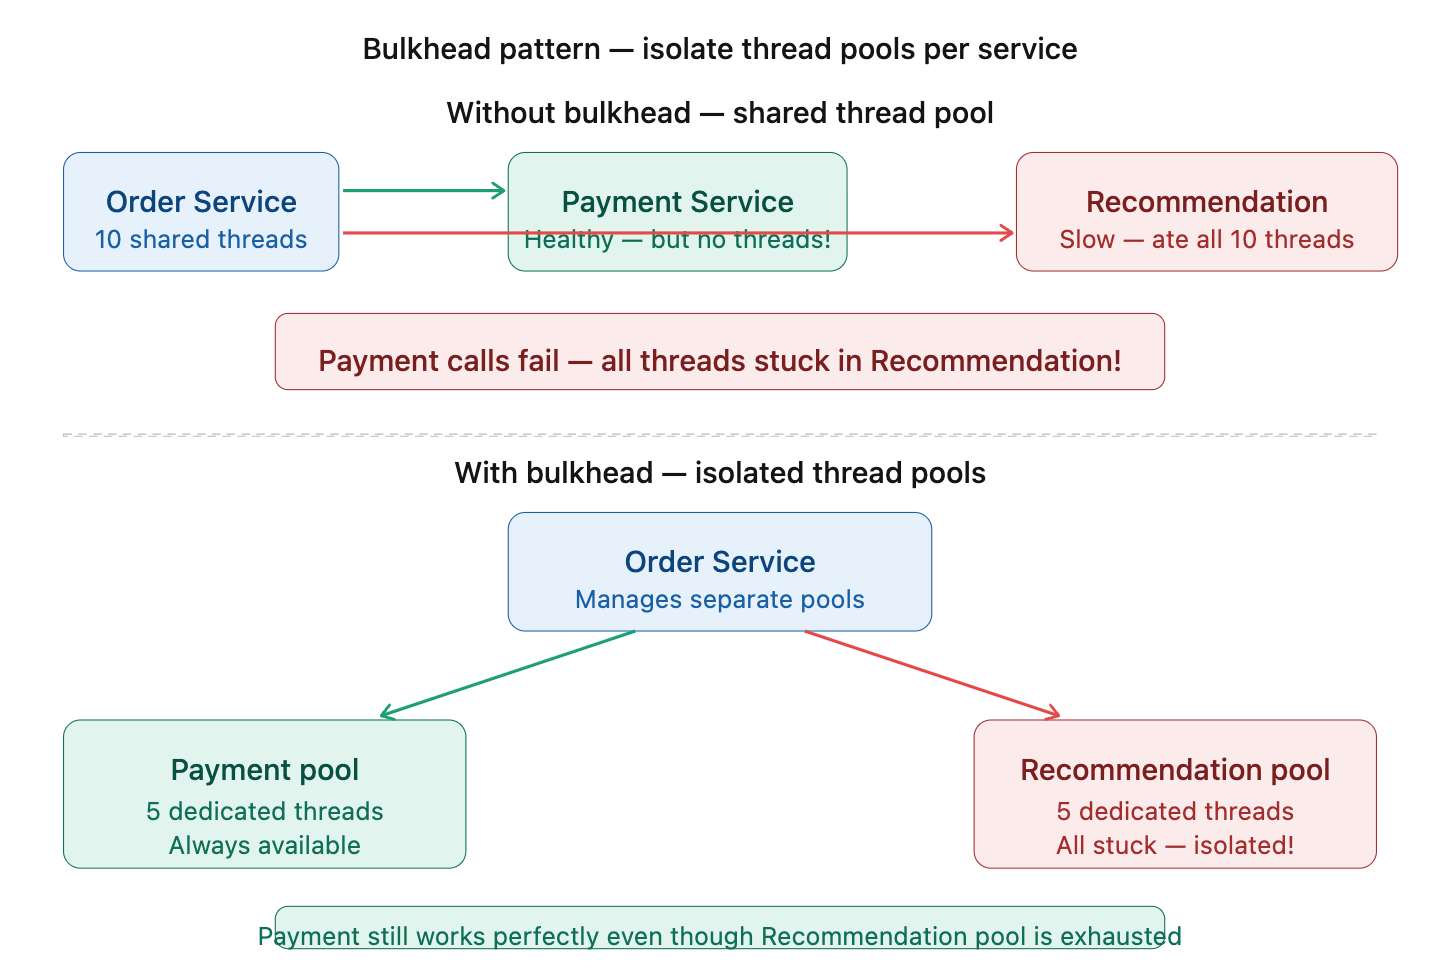 Bulkhead pattern — isolate thread pools per service
Without bulkhead — shared thread pool
Order Service
10 shared threads
Payment Service
Healthy — but no threads!
Recommendation
Slow — ate all 10 threads
Payment calls fail — all threads stuck in Recommendation!
With bulkhead — isolated thread pools
Order Service
Manages separate pools
Payment pool
5 dedicated threads
Always available
Recommendation pool
5 dedicated threads
All stuck — isolated!
Payment still works perfectly even though Recommendation pool is exhausted